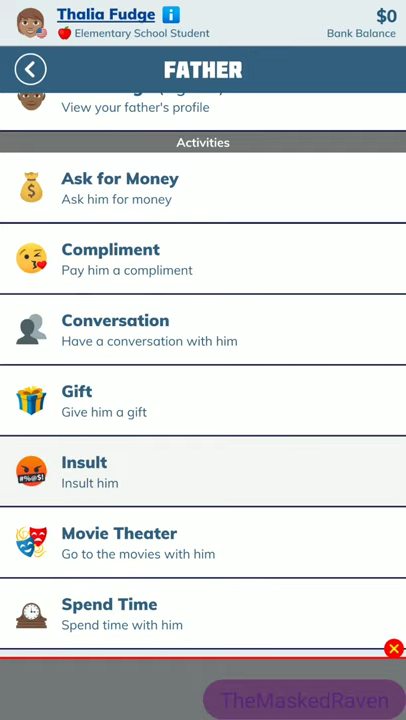 Thalia Fudge
$0
Elementary School Student
Bank Balance
FATHER
View your father's profile
Activities
Ask for Money
Ask him for money
Compliment
Pay him a compliment
Conversation
Have a conversation with him
Gift
Give him a gift
Insult
#%@$!
Insult him
Movie Theater
Go to the movies with him
Spend Time
Spend time with him
TheMaskedRaven